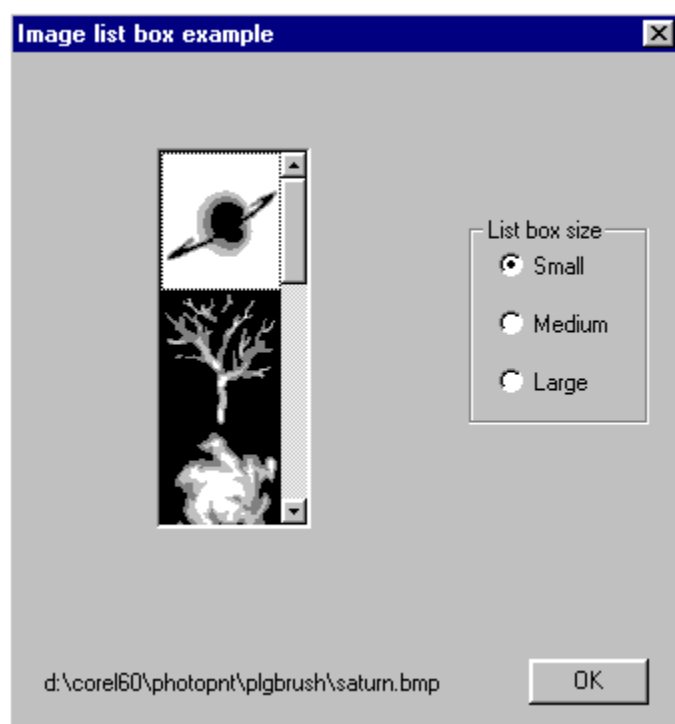 Image list box example
List box size
Small
Medium
Large
d:\corel60\photopnt\plgbrush\saturn.bmp
OK